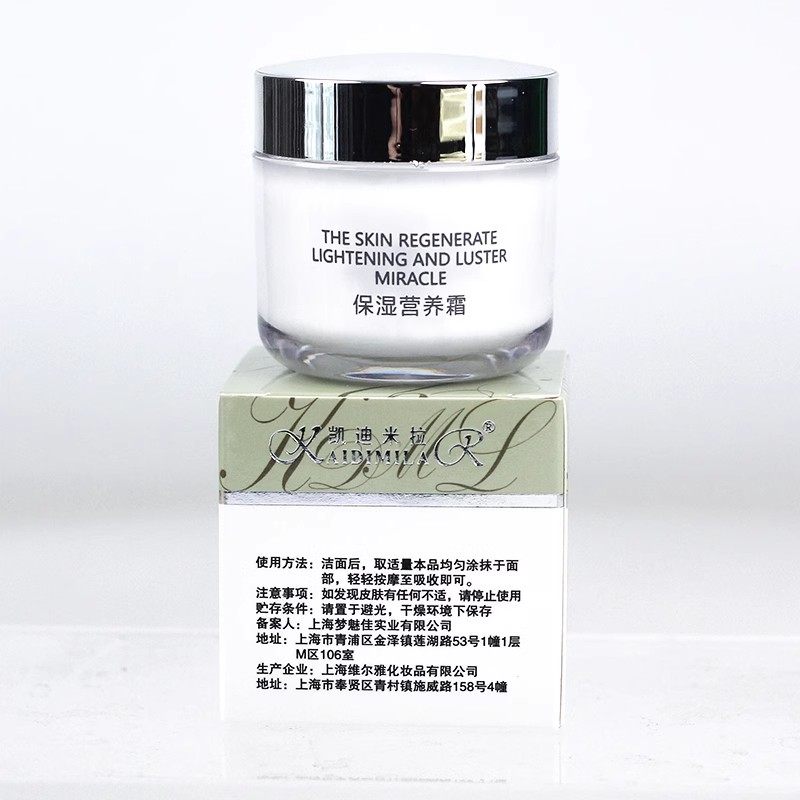 THE SKIN REGENERATE
LIGHTENING AND LUSTER
MIRACLE
保湿营养霜
凯迪米拉®
KAIDIMILAR
使用方法：洁面后，取适量本品均匀涂抹于面
部，轻轻按摩至吸收即可。
注意事项：如发现皮肤有任何不适，请停止使用
贮存条件：请置于避光，干燥环境下保存
备案人：上海梦魅佳实业有限公司
地址：上海市青浦区金泽镇莲湖路53号1幢1层
M区106室
生产企业：上海维尔雅化妆品有限公司
地址：上海市奉贤区青村镇施威路158号4幢